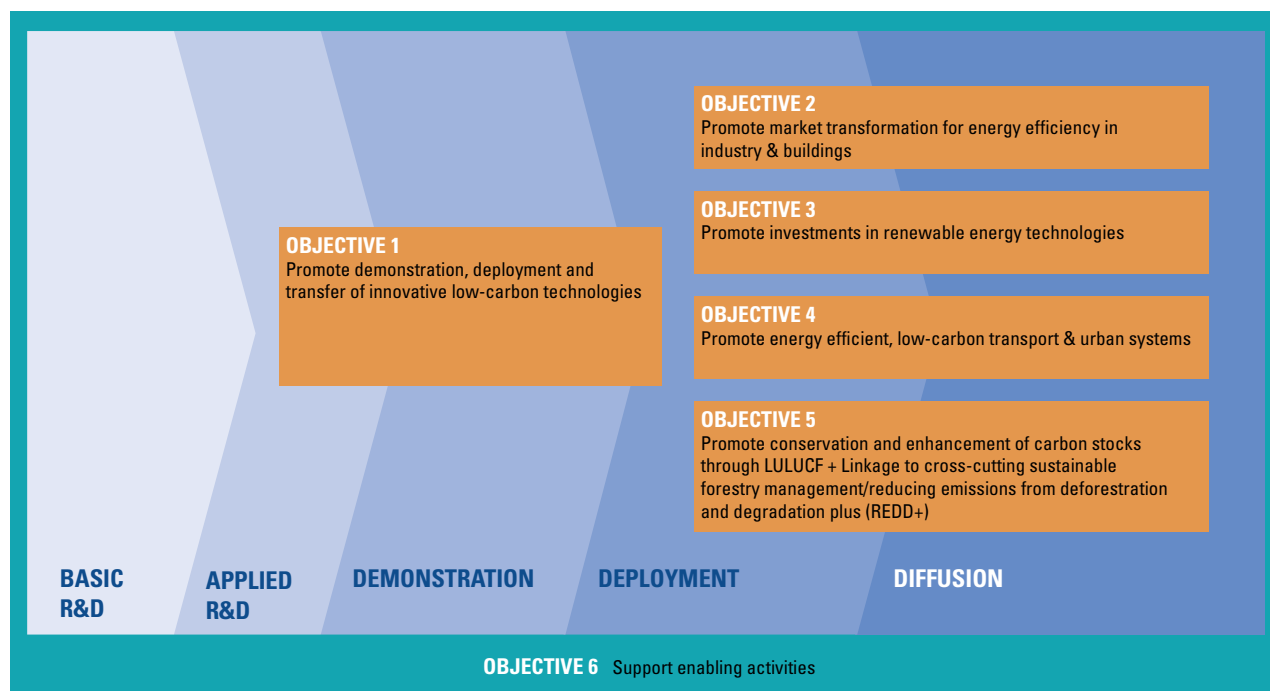 OBJECTIVE 2
Promote market transformation for energy efficiency in
industry & buildings
OBJECTIVE 3
Promote investments in renewable energy technologies
OBJECTIVE 1
Promote demonstration, deployment and
transfer of innovative low-carbon technologies
OBJECTIVE 4
Promote energy efficient, low-carbon transport & urban systems
OBJECTIVE 5
Promote conservation and enhancement of carbon stocks
through LULUCF + Linkage to cross-cutting sustainable
forestry management/reducing emissions from deforestration
and degradation plus (REDD+)
BASIC
R&D
APPLIED
R&D
DEMONSTRATION
DEPLOYMENT
DIFFUSION
OBJECTIVE 6 Support enabling activities